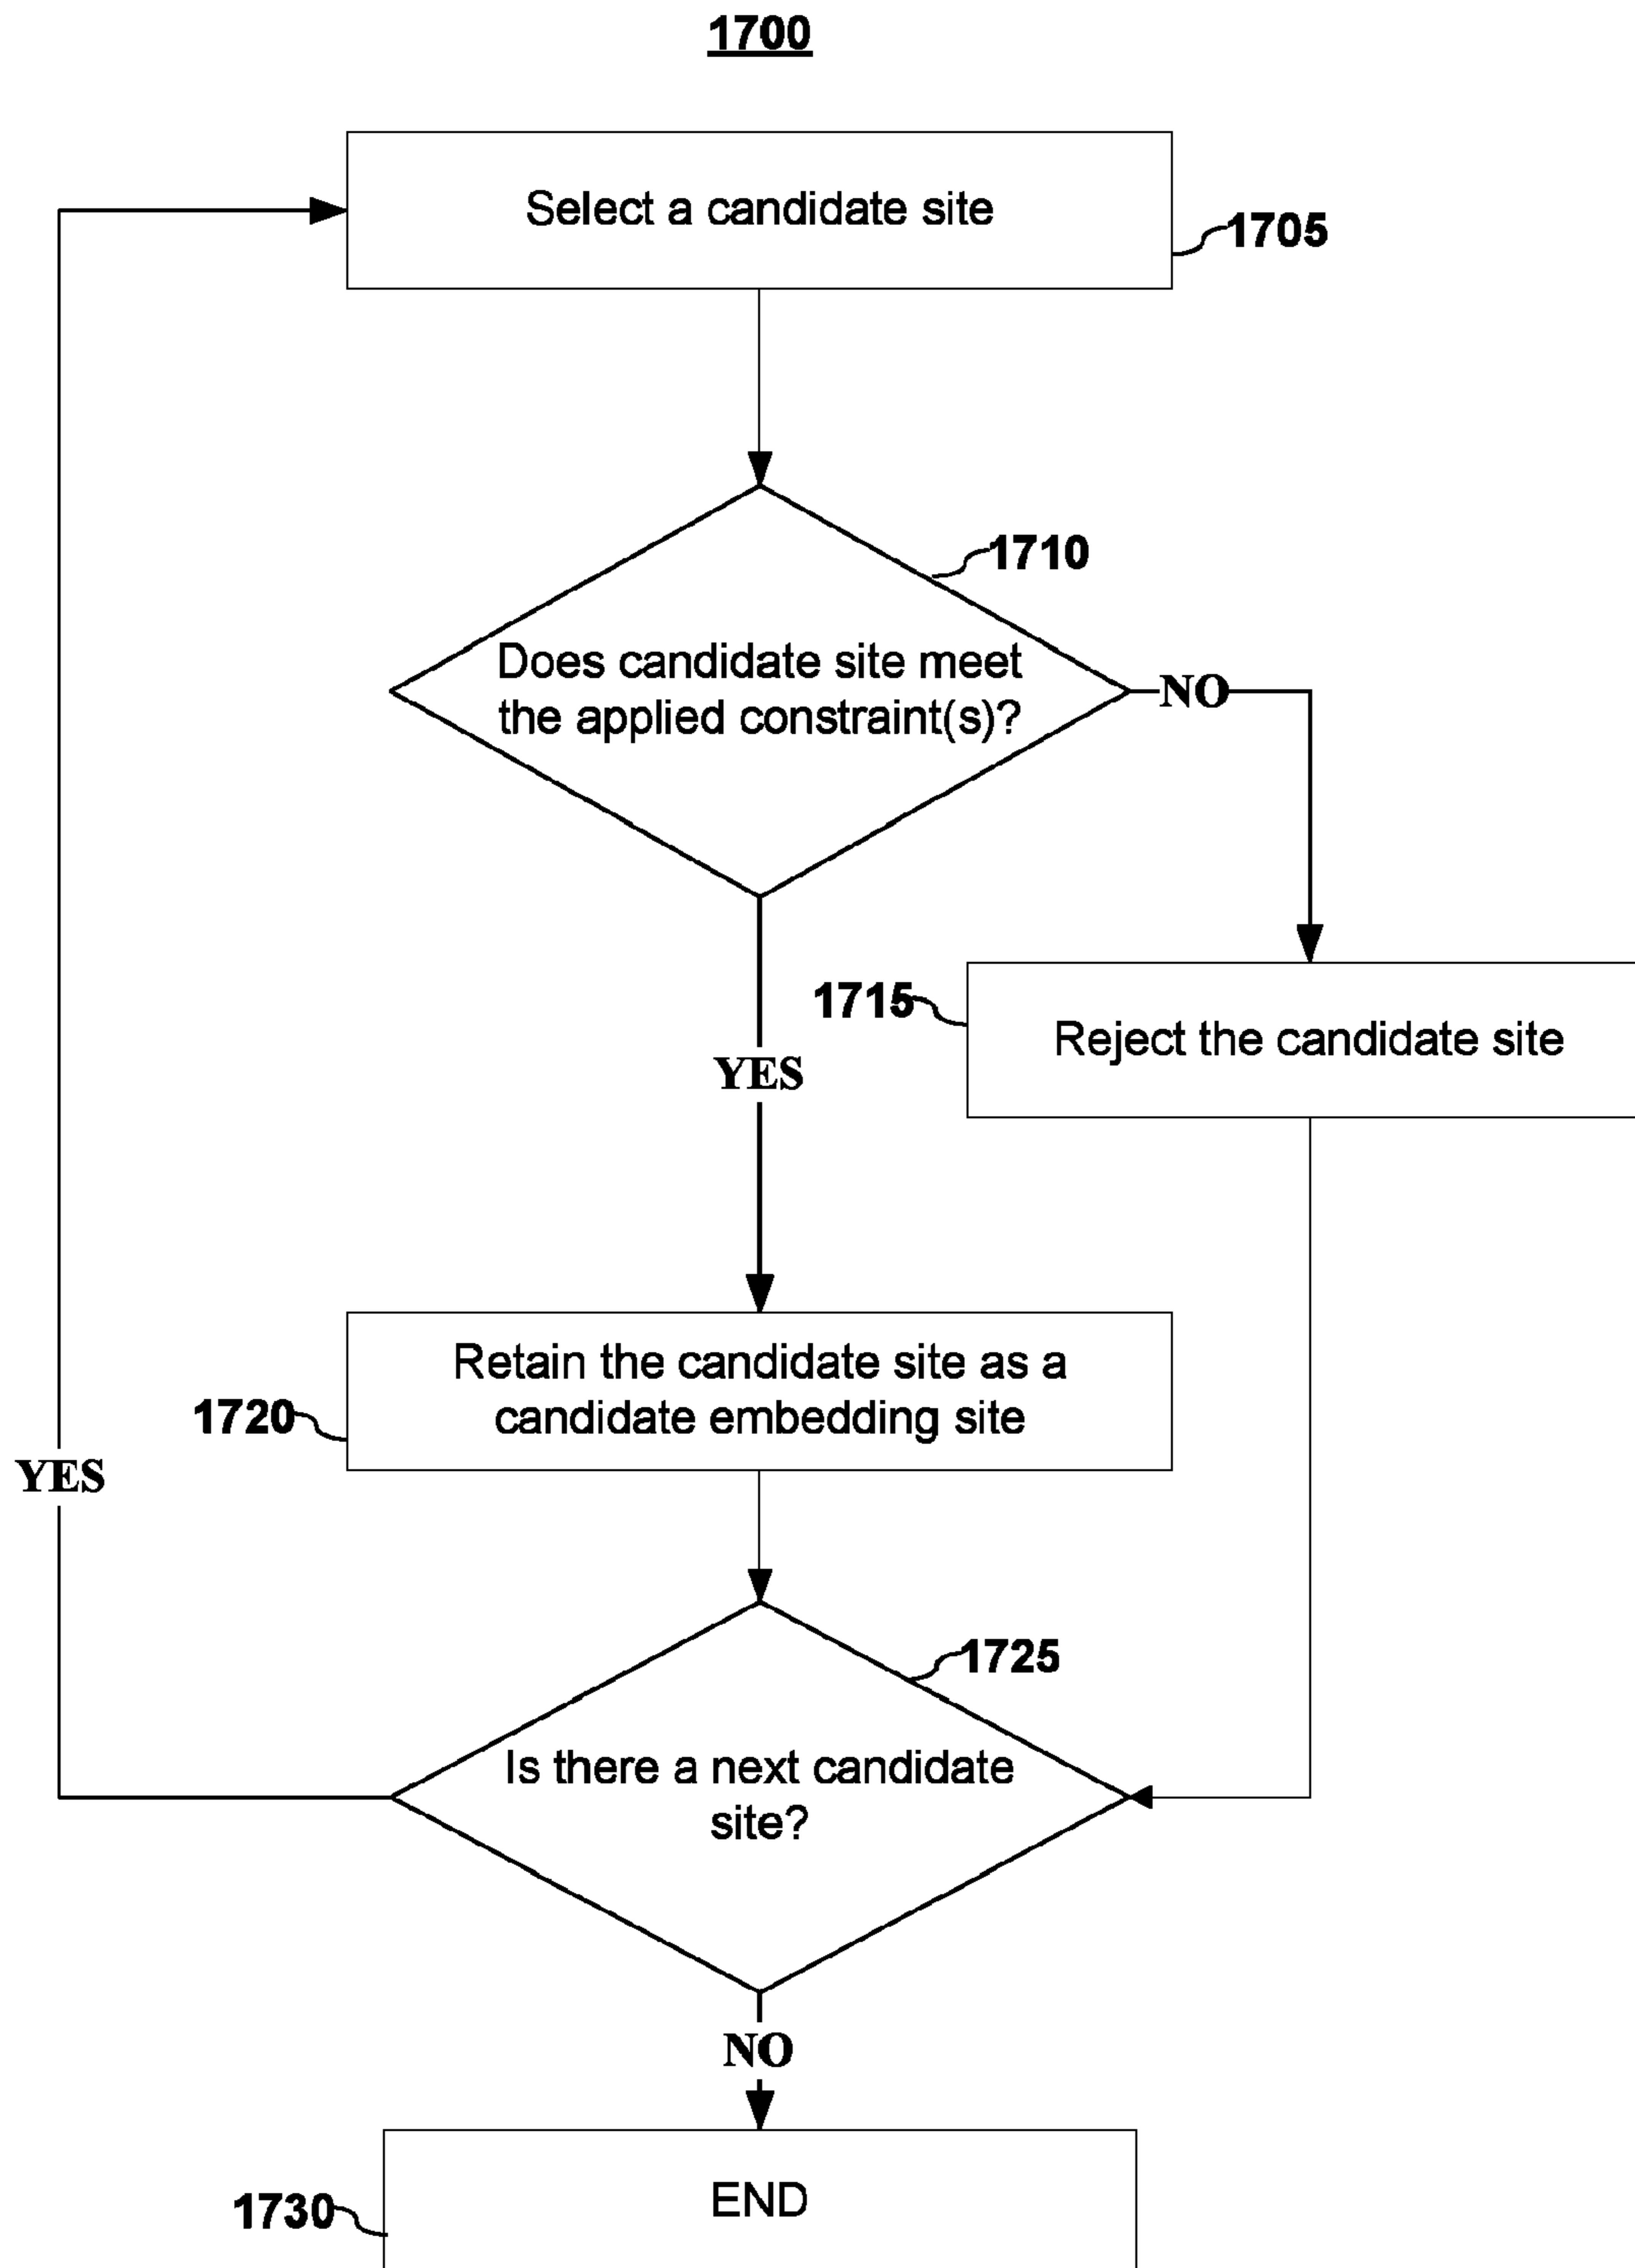 1700
Select a candidate site
1705
1710
Does candidate site meet
the applied constraint(s)?
NO
1715
Reject the candidate site
YES
Retain the candidate site as a
candidate embedding site
1720
YES
1725
Is there a next candidate
site?
NO
END
1730